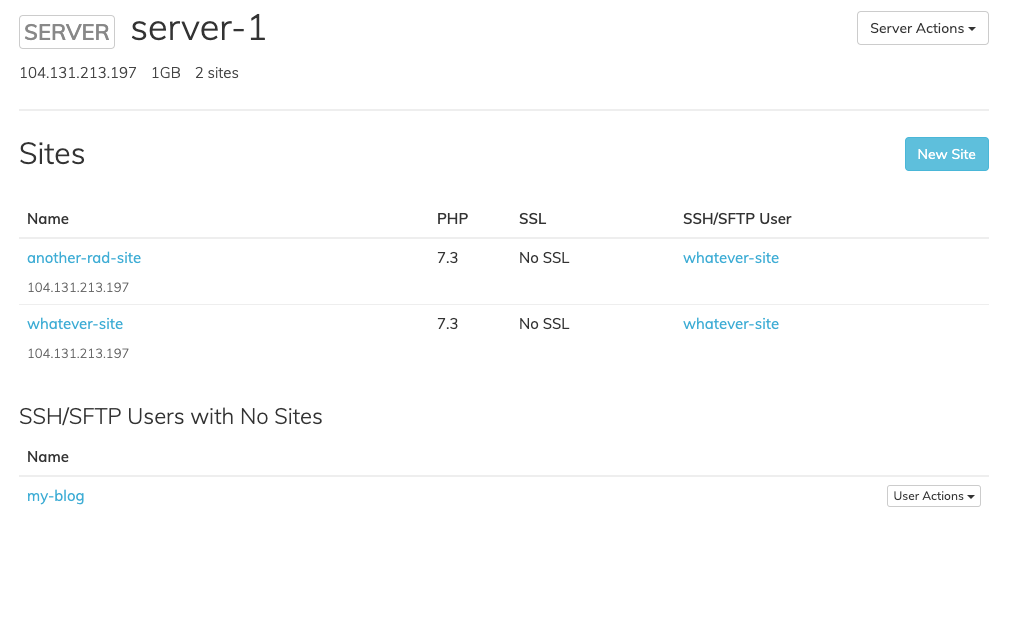 SERVER server-1 Server Actions
104.131.213.197 1GB 2 sites
Sites New Site
Name PHP SSL SSH/SFTP User
another-rad-site 7.3 No SSL whatever-site
104.131.213.197
whatever-site 7.3 No SSL whatever-site
104.131.213.197
SSH/SFTP Users with No Sites
Name
my-blog User Actions